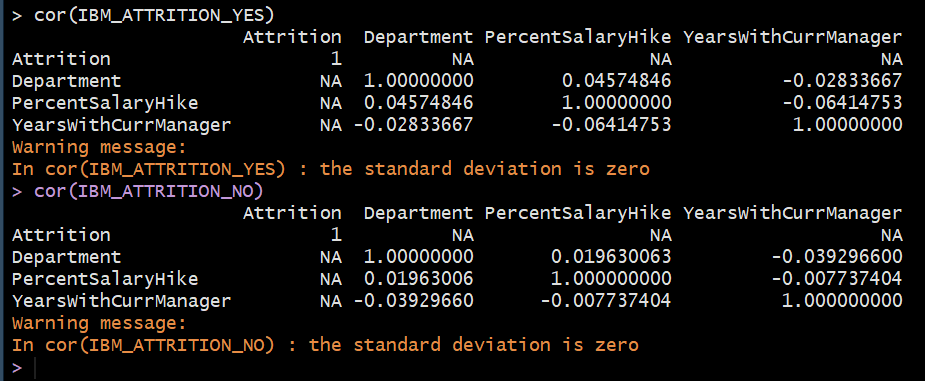 > cor(IBM_ATTRITION_YES)
                     Attrition  Department PercentSalaryHike YearsWithCurrManager
Attrition                    1          NA                NA                   NA
Department                  NA  1.00000000        0.04574846          -0.02833667
PercentSalaryHike           NA  0.04574846        1.00000000          -0.06414753
YearsWithCurrManager        NA -0.02833667       -0.06414753           1.00000000
Warning message:
In cor(IBM_ATTRITION_YES) : the standard deviation is zero
> cor(IBM_ATTRITION_NO)
                     Attrition  Department PercentSalaryHike YearsWithCurrManager
Attrition                    1          NA                NA                   NA
Department                  NA  1.00000000       0.019630063         -0.039296600
PercentSalaryHike           NA  0.01963006       1.000000000         -0.007737404
YearsWithCurrManager        NA -0.03929660      -0.007737404          1.000000000
Warning message:
In cor(IBM_ATTRITION_NO) : the standard deviation is zero
>